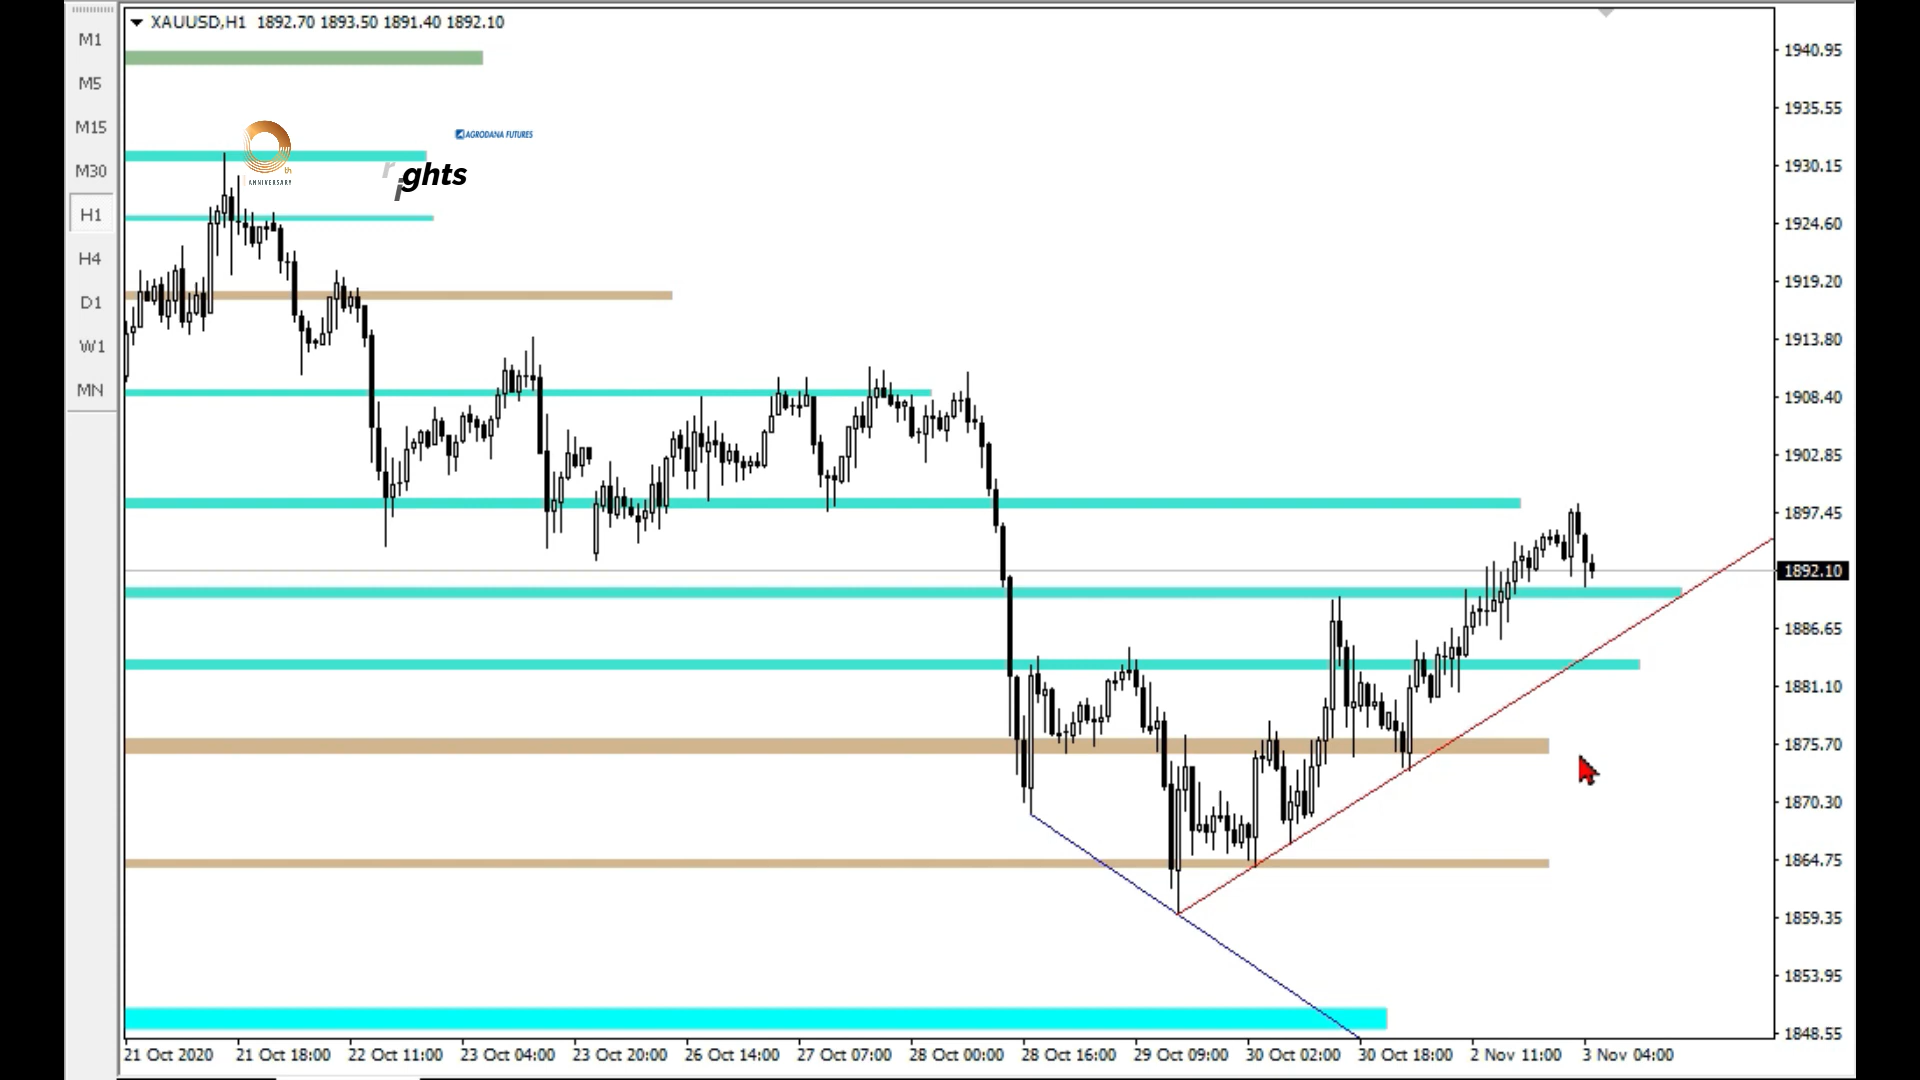 XAUUSD,H1 1892.70 1893.50 1891.40 1892.10
M1
M5
M15
M30
H1
H4
D1
W1
MN
th
ANNIVERSARY
AGRODANA FUTURES
rights
1940.95
1935.55
1930.15
1924.60
1919.20
1913.80
1908.40
1902.85
1897.45
1892.10
1886.65
1881.10
1875.70
1870.30
1864.75
1859.35
1853.95
1848.55
21 Oct 2020
21 Oct 18:00
22 Oct 11:00
23 Oct 04:00
23 Oct 20:00
26 Oct 14:00
27 Oct 07:00
28 Oct 00:00
28 Oct 16:00
29 Oct 09:00
30 Oct 02:00
30 Oct 18:00
2 Nov 11:00
3 Nov 04:00